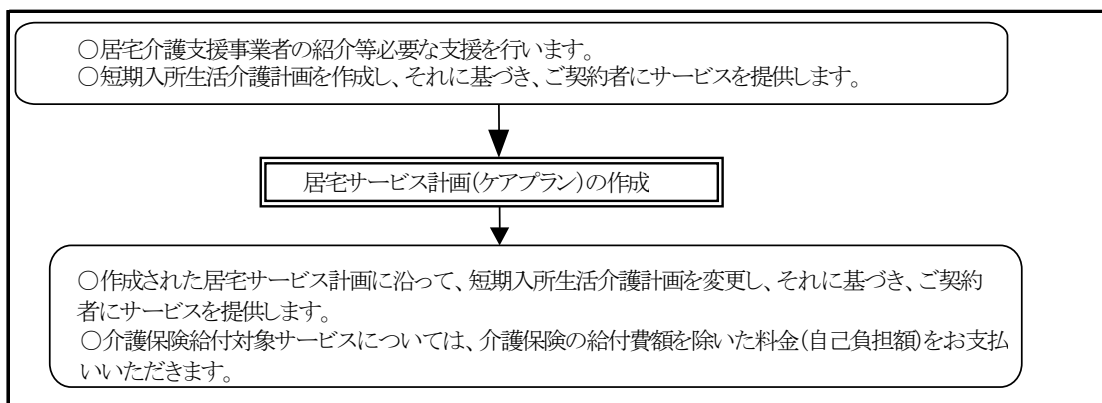 ○居宅介護支援事業者の紹介等必要な支援を行います。
○短期入所生活介護計画を作成し、それに基づき、ご契約者にサービスを提供します。
居宅サービス計画(ケアプラン)の作成
○作成された居宅サービス計画に沿って、短期入所生活介護計画を変更し、それに基づき、ご契約
者にサービスを提供します。
○介護保険給付対象サービスについては、介護保険の給付費額を除いた料金(自己負担額)をお支払
いいただきます。